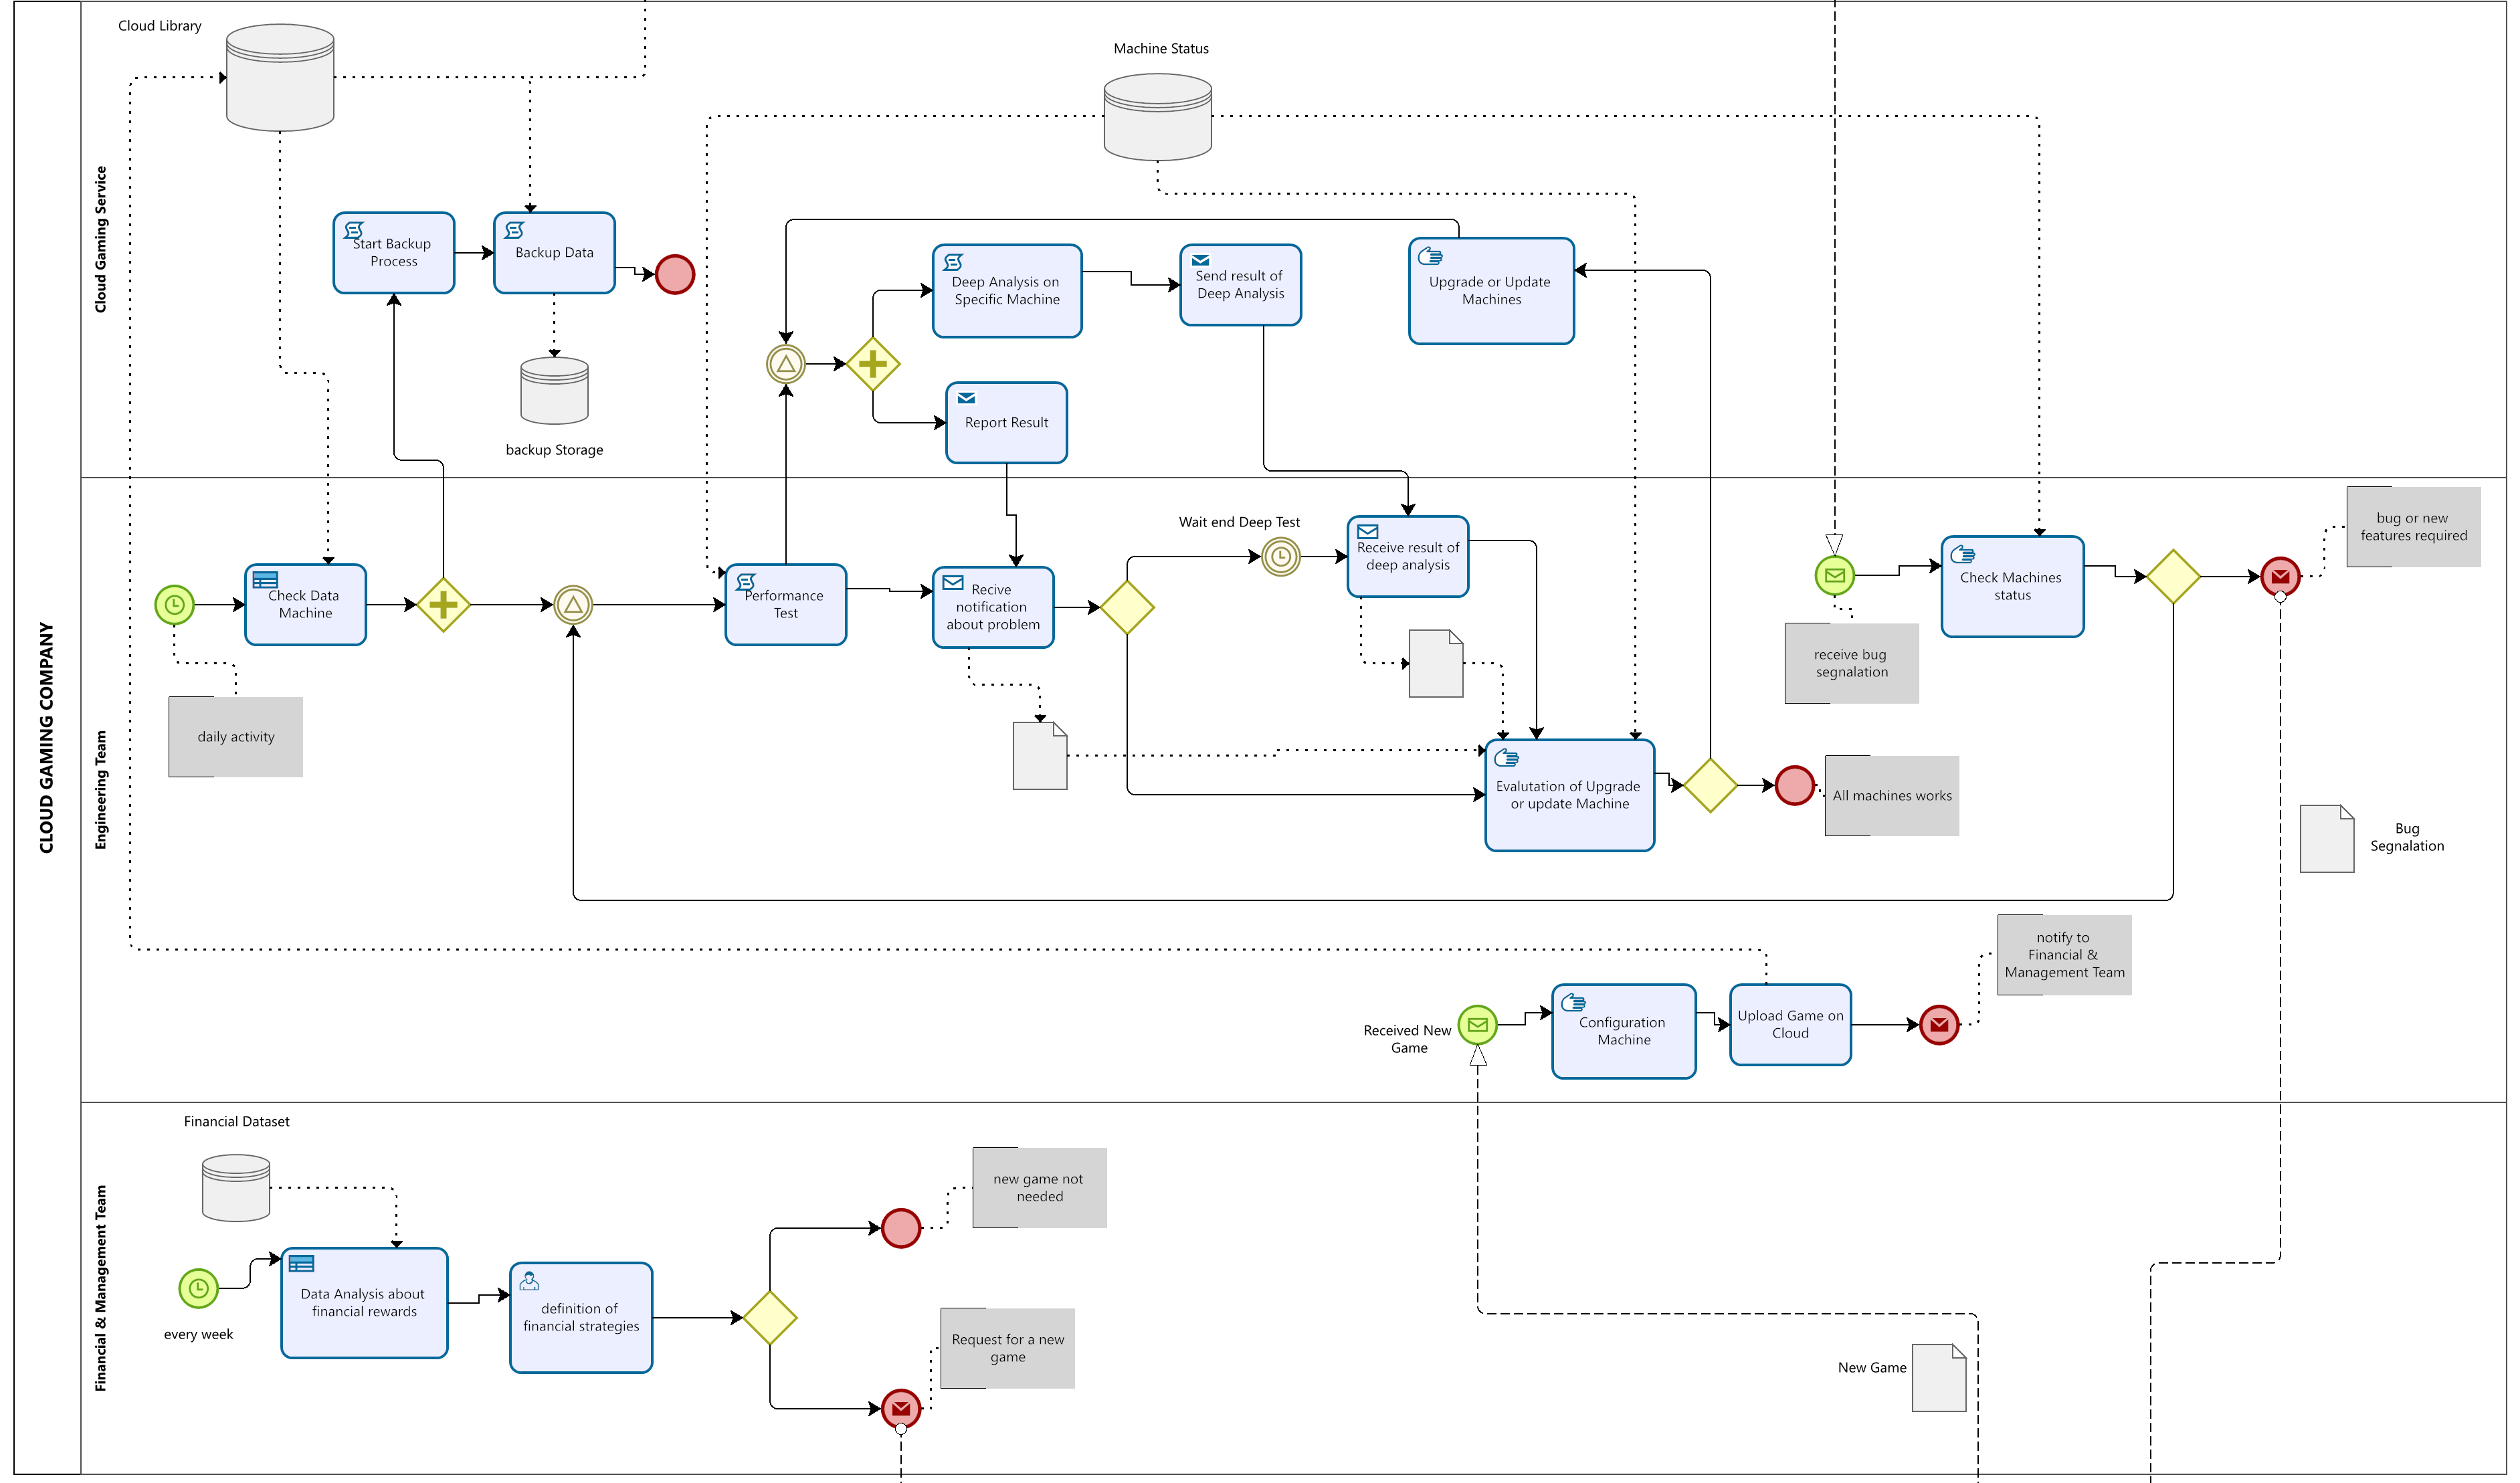 CLOUD GAMING COMPANY
Cloud Gaming Service
Cloud Library
Machine Status
Start Backup
Process
Backup Data
backup Storage
Deep Analysis on
Specific Machine
Send result of
Deep Analysis
Upgrade or Update
Machines
Report Result
Engineering Team
Wait end Deep Test
Receive result of
deep analysis
bug or new
features required
Check Data
Machine
Performance
Test
Recive
notification
about problem
Check Machines
status
receive bug
segnalation
daily activity
Evalutation of Upgrade
or update Machine
All machines works
Bug
Segnalation
notify to
Financial &
Management Team
Received New
Game
Configuration
Machine
Upload Game on
Cloud
Financial & Management Team
Financial Dataset
new game not
needed
Data Analysis about
financial rewards
definition of
financial strategies
every week
Request for a new
game
New Game